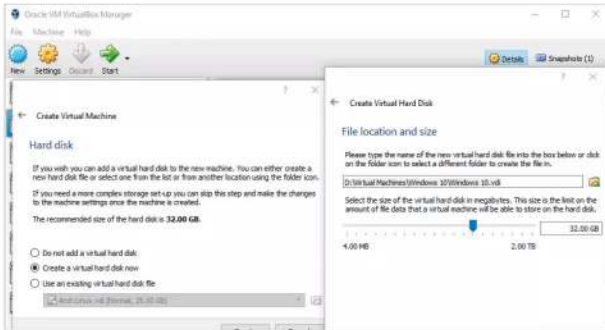 Oracle VM VirtualBox Manager
File Machine Help
New Settings Discard Start
Details Snapshots (1)
Create Virtual Machine
Hard disk
If you wish you can add a virtual hard disk to the new machine. You can either create a
new hard disk file or select one from the list or from another location using the folder icon.
If you need a more complex storage set-up you can skip this step and make the changes
to the machine settings once the machine is created.
The recommended size of the hard disk is 32.00 GB.
Do not add a virtual hard disk
Create a virtual hard disk now
Use an existing virtual hard disk file
Arch Linux.vdi (Normal, 25.00 GB)
Create Virtual Hard Disk
File location and size
Please type the name of the new virtual hard disk file into the box below or click
on the folder icon to select a different folder to create the file in.
D:\Virtual Machines\Windows 10\Windows 10.vdi
Select the size of the virtual hard disk in megabytes. This size is the limit on the
amount of file data that a virtual machine will be able to store on the hard disk.
32.00 GB
4.00 MB 2.00 TB